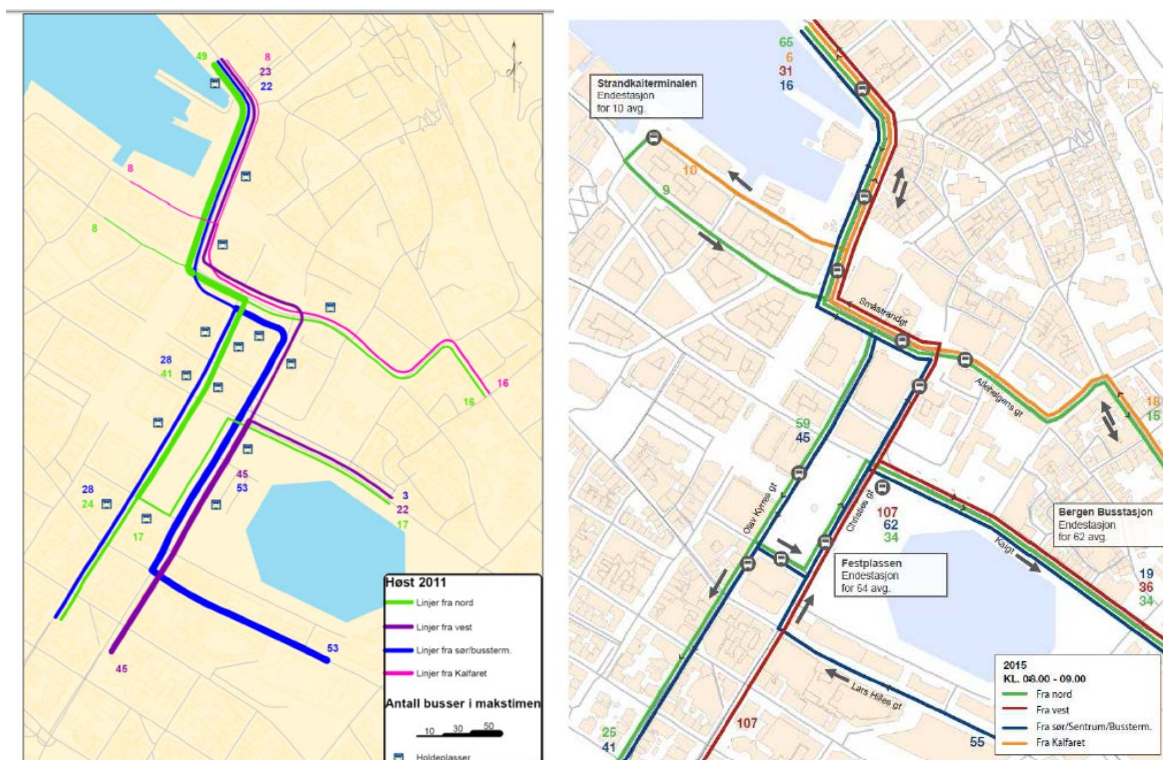 49
8
23
22
8
8
28
41
16
16
45
53
3
22
17
28
24
17
45
53
Høst 2011
Linjer fra nord
Linjer fra vest
Linjer fra sør/bussterm.
Linjer fra Kalfaret
Antall busser i makstimen
10 30 50
Holdeplasser
65
6
31
16
Strandkaiterminalen
Endestasjon
for 10 avg.
10
9
Småstrandgt
Allehelgens gt
16
15
59
45
Olav Kyrres gt
Christies gt
107
62
34
Bergen Busstasjon
Endestasjon
for 62 avg.
Kaigt
Festplassen
Endestasjon
for 54 avg.
19
36
34
Lars Hilles gt
107
25
41
55
2015
KL. 08.00 - 09.00
Fra nord
Fra vest
Fra sør/Sentrum/Bussterm.
Fra Kalfaret